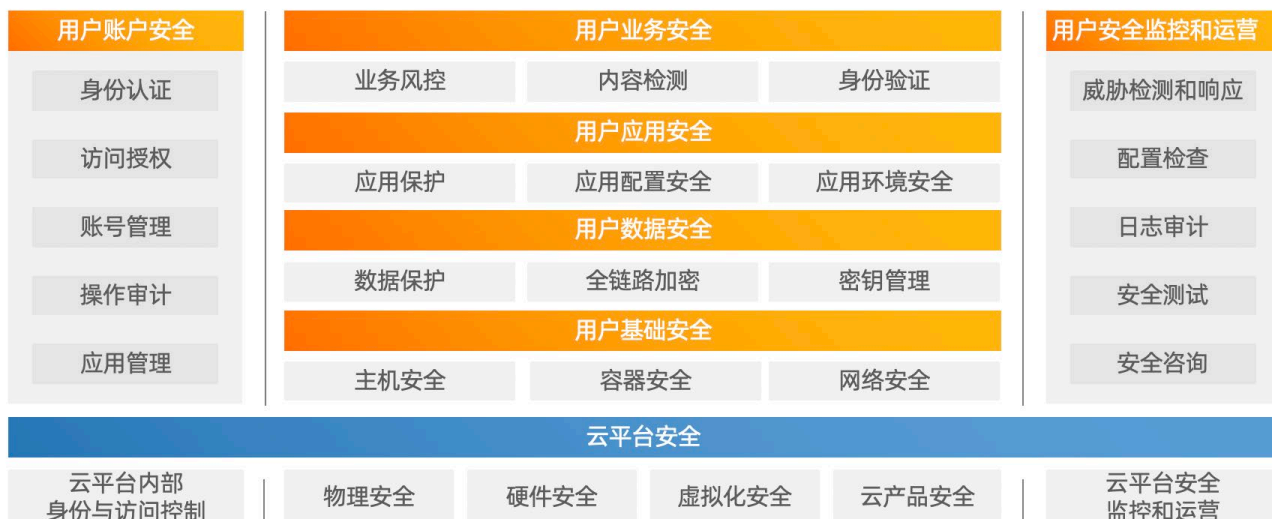 用户账户安全
身份认证
访问授权
账号管理
操作审计
应用管理
用户业务安全
业务风控
内容检测
身份验证
用户应用安全
应用保护
应用配置安全
应用环境安全
用户数据安全
数据保护
全链路加密
密钥管理
用户基础安全
主机安全
容器安全
网络安全
用户安全监控和运营
威胁检测和响应
配置检查
日志审计
安全测试
安全咨询
云平台安全
云平台内部
身份与访问控制
物理安全
硬件安全
虚拟化安全
云产品安全
云平台安全
监控和运营